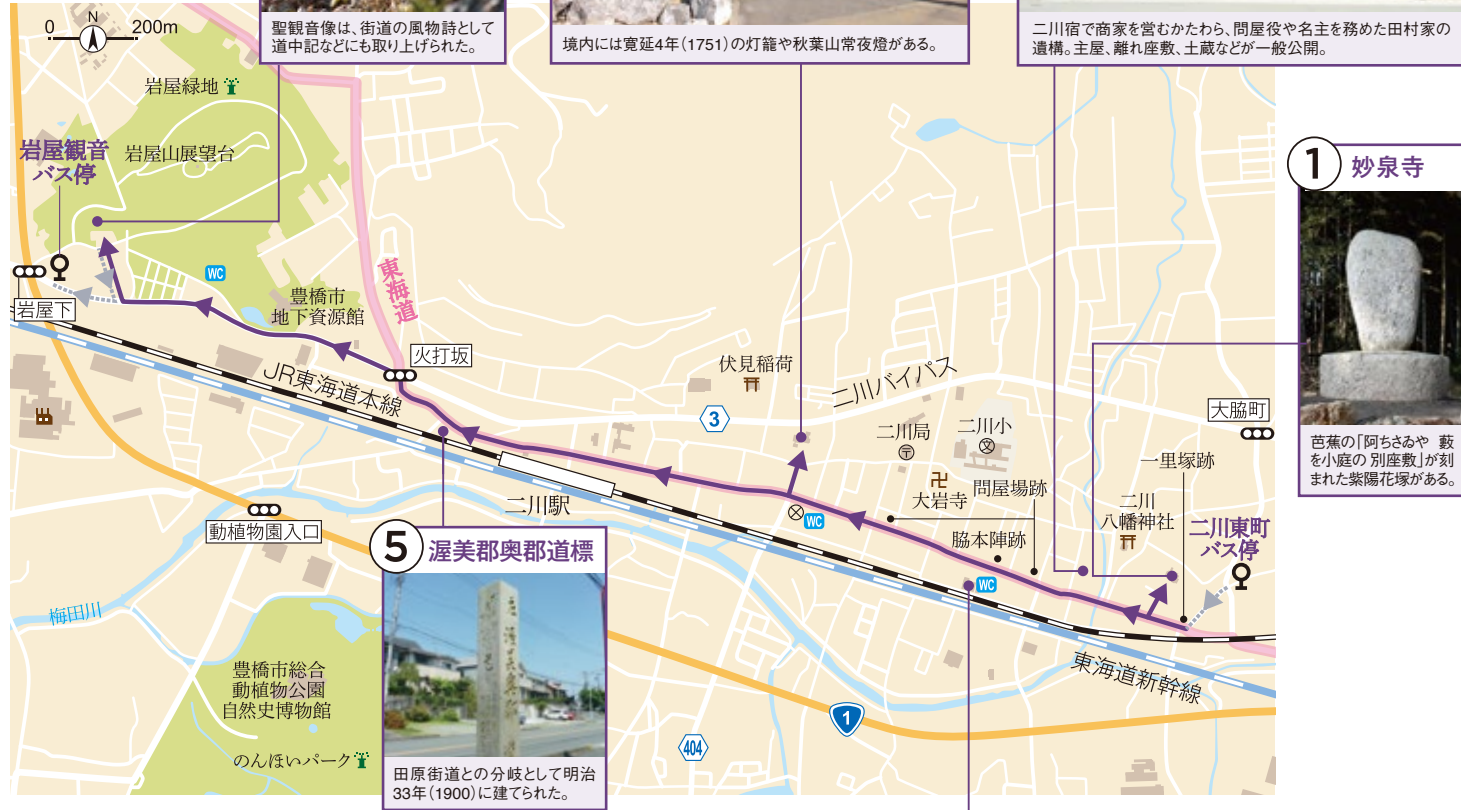 0 N 200m
聖観音像は、街道の風物詩として
道中記などにも取り上げられた。
境内には寛延4年(1751)の灯籠や秋葉山常夜燈がある。
二川宿で商家を営むかたわら、問屋役や名主を務めた田村家の
遺構。主屋、離れ座敷、土蔵などが一般公開。
岩屋緑地
岩屋観音
バス停
岩屋山展望台
1 妙泉寺
芭蕉の「阿ちさゐや 藪
を小庭の 別座敷」が刻
まれた紫陽花塚がある。
WC
東海道
岩屋下
豊橋市
地下資源館
火打坂
JR東海道本線
伏見稲荷
二川バイパス
3
二川局
二川小
文
大脇町
一里塚跡
大岩寺
問屋場跡
二川
八幡神社
二川東町
バス停
二川駅
WC
脇本陣跡
WC
動植物園入口
5 渥美郡奥郡道標
田原街道との分岐として明治
33年(1900)に建てられた。
梅田川
豊橋市総合
動植物公園
自然史博物館
のんほいパーク
東海道新幹線
1
404